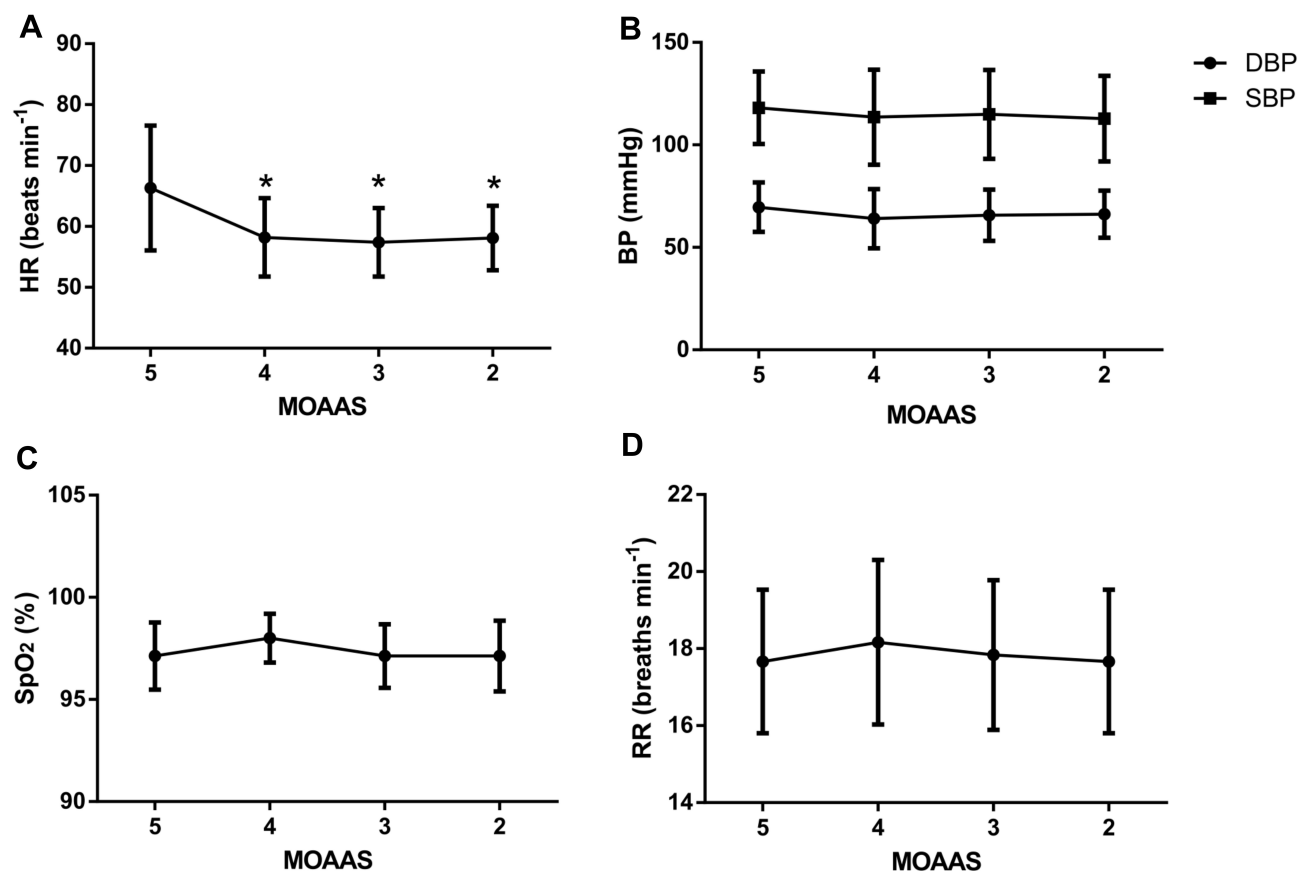 A
HR (beats min-1)
90
80
70
60
50
40
* * *
5 4 3 2
MOAAS
B
BP (mmHg)
150
100
50
0
5 4 3 2
MOAAS
DBP
SBP
C
SpO2 (%)
105
100
95
90
5 4 3 2
MOAAS
D
RR (breaths min-1)
22
20
18
16
14
5 4 3 2
MOAAS